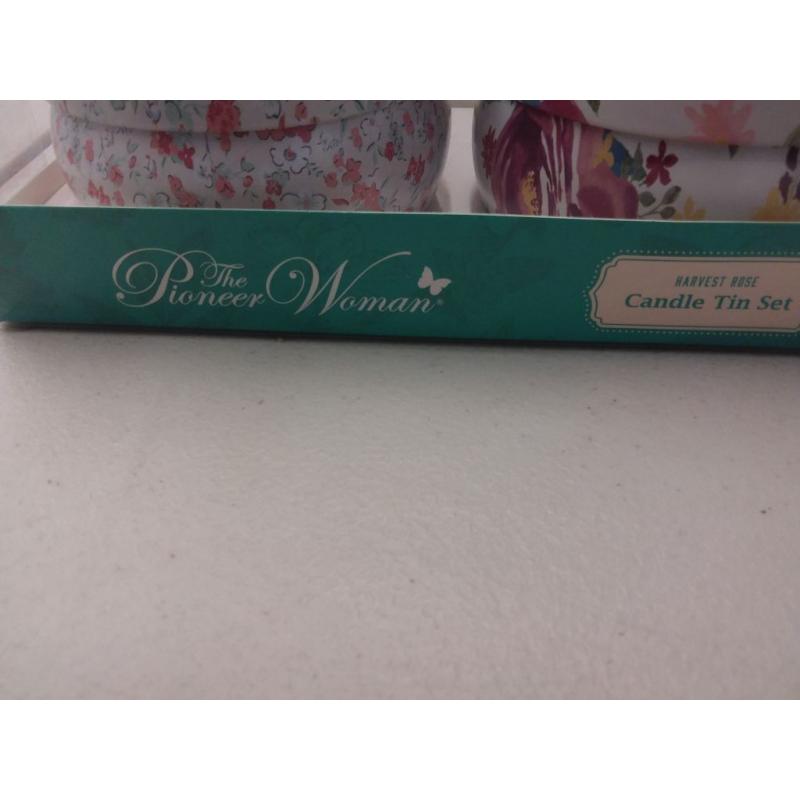 The
Pioneer Woman®
HARVEST ROSE
Candle Tin Set